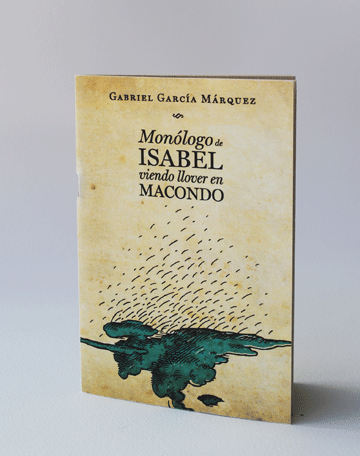 GABRIEL GARCÍA MÁRQUEZ
Monólogo de
ISABEL
viendo llover en
MACONDO